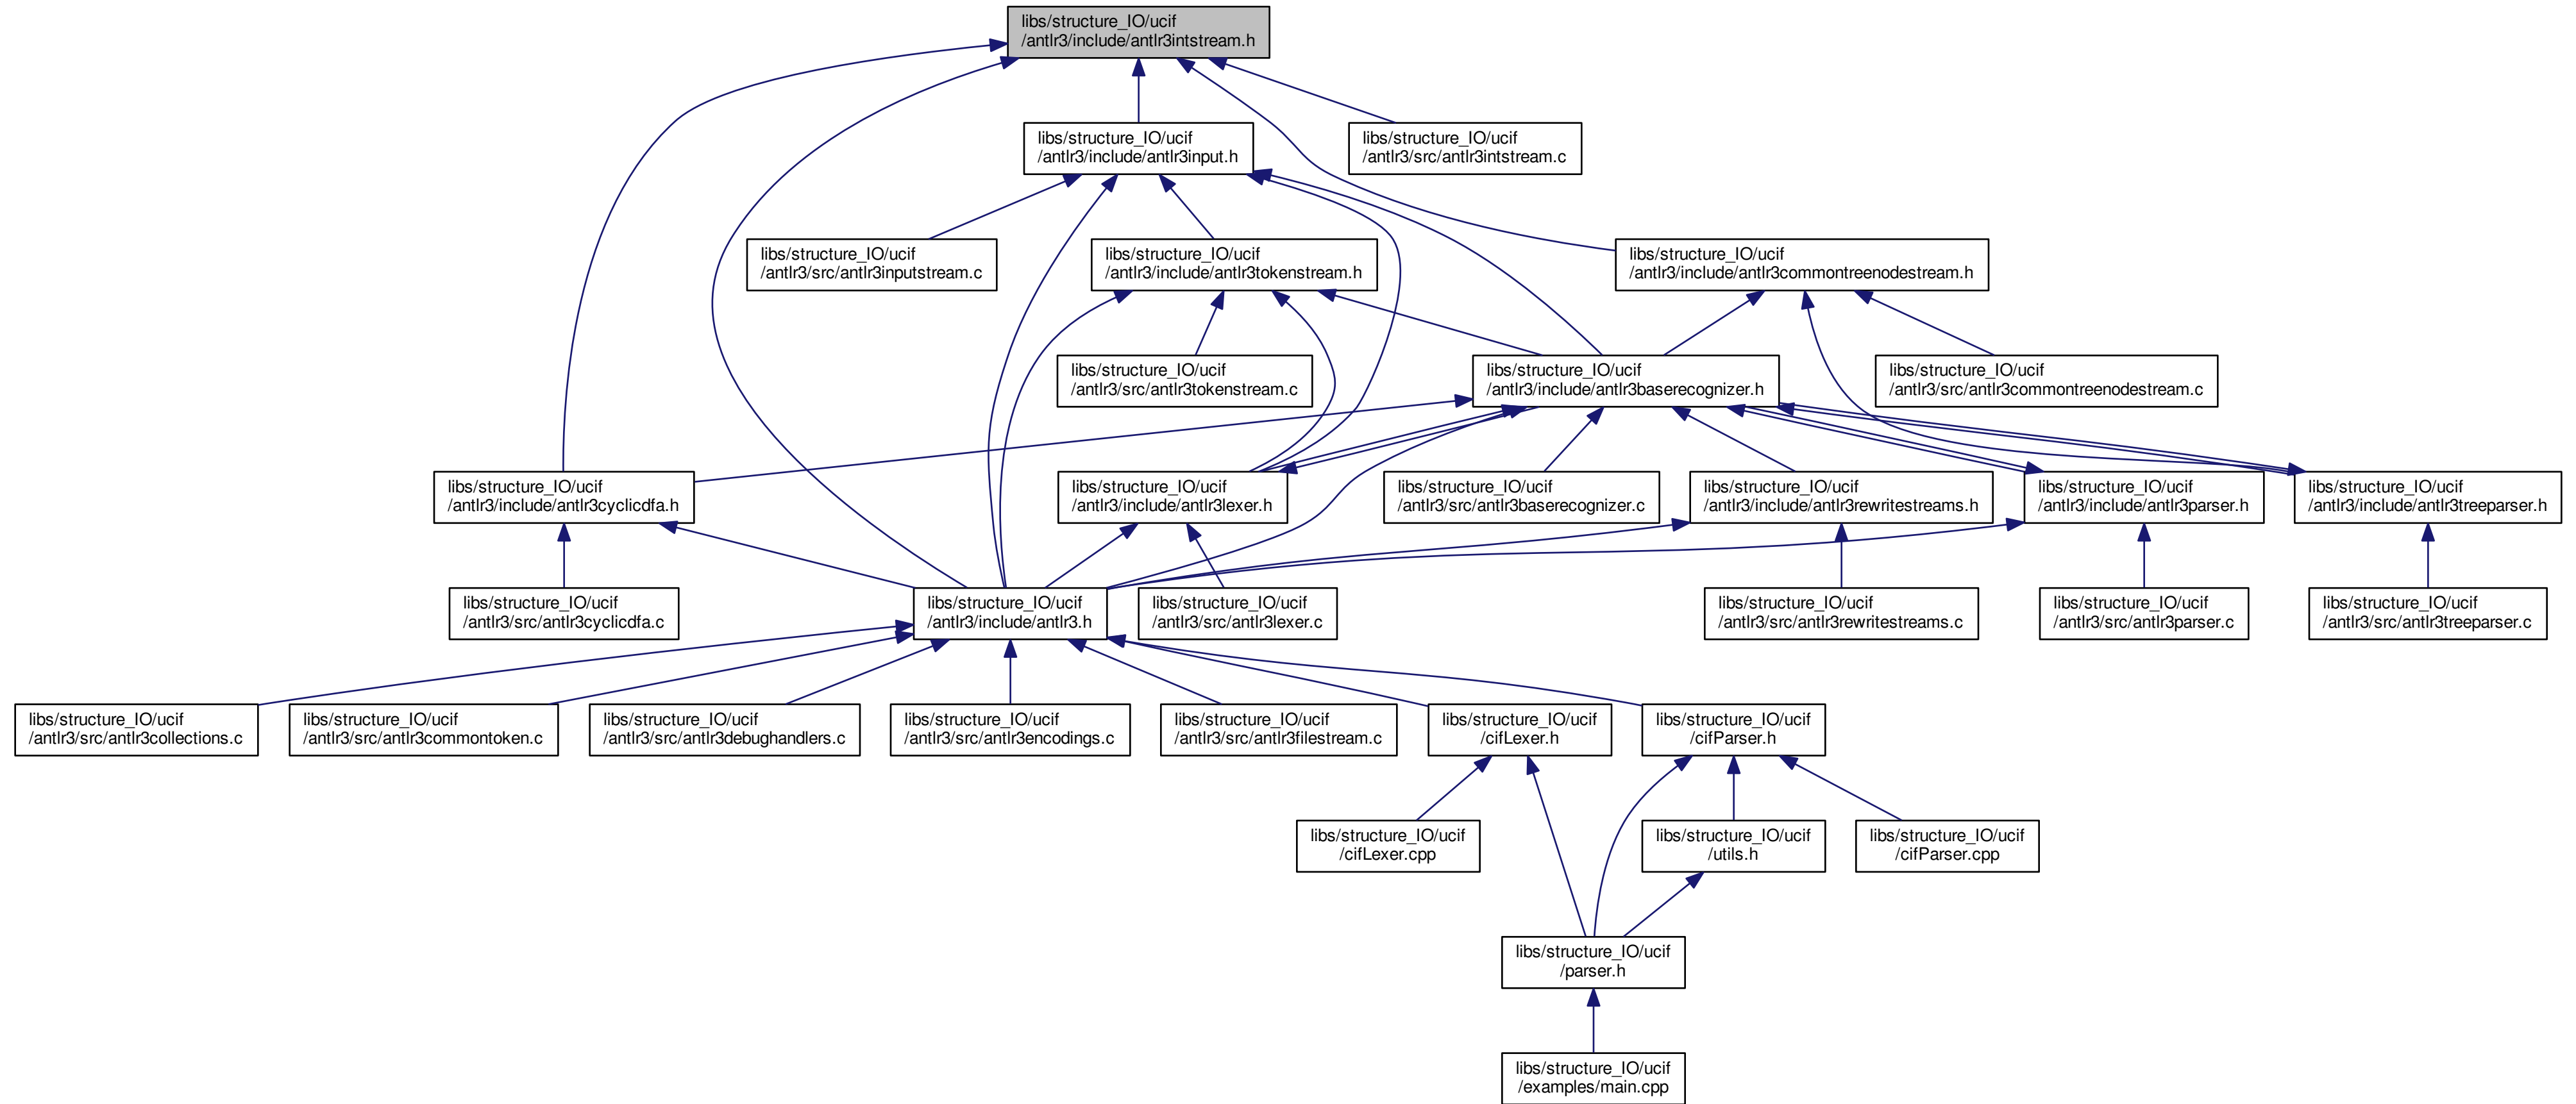 libs/structure_IO/ucif
/antlr3/include/antlr3intstream.h
libs/structure_IO/ucif
/antlr3/include/antlr3input.h
libs/structure_IO/ucif
/antlr3/src/antlr3intstream.c
libs/structure_IO/ucif
/antlr3/src/antlr3inputstream.c
libs/structure_IO/ucif
/antlr3/include/antlr3tokenstream.h
libs/structure_IO/ucif
/antlr3/include/antlr3commontreenodestream.h
libs/structure_IO/ucif
/antlr3/src/antlr3tokenstream.c
libs/structure_IO/ucif
/antlr3/include/antlr3baserecognizer.h
libs/structure_IO/ucif
/antlr3/src/antlr3commontreenodestream.c
libs/structure_IO/ucif
/antlr3/include/antlr3cyclicdfa.h
libs/structure_IO/ucif
/antlr3/include/antlr3lexer.h
libs/structure_IO/ucif
/antlr3/src/antlr3baserecognizer.c
libs/structure_IO/ucif
/antlr3/include/antlr3rewritestreams.h
libs/structure_IO/ucif
/antlr3/include/antlr3parser.h
libs/structure_IO/ucif
/antlr3/include/antlr3treeparser.h
libs/structure_IO/ucif
/antlr3/src/antlr3cyclicdfa.c
libs/structure_IO/ucif
/antlr3/include/antlr3.h
libs/structure_IO/ucif
/antlr3/src/antlr3lexer.c
libs/structure_IO/ucif
/antlr3/src/antlr3rewritestreams.c
libs/structure_IO/ucif
/antlr3/src/antlr3parser.c
libs/structure_IO/ucif
/antlr3/src/antlr3treeparser.c
libs/structure_IO/ucif
/antlr3/src/antlr3collections.c
libs/structure_IO/ucif
/antlr3/src/antlr3commontoken.c
libs/structure_IO/ucif
/antlr3/src/antlr3debughandlers.c
libs/structure_IO/ucif
/antlr3/src/antlr3encodings.c
libs/structure_IO/ucif
/antlr3/src/antlr3filestream.c
libs/structure_IO/ucif
/cifLexer.h
libs/structure_IO/ucif
/cifParser.h
libs/structure_IO/ucif
/cifLexer.cpp
libs/structure_IO/ucif
/utils.h
libs/structure_IO/ucif
/cifParser.cpp
libs/structure_IO/ucif
/parser.h
libs/structure_IO/ucif
/examples/main.cpp